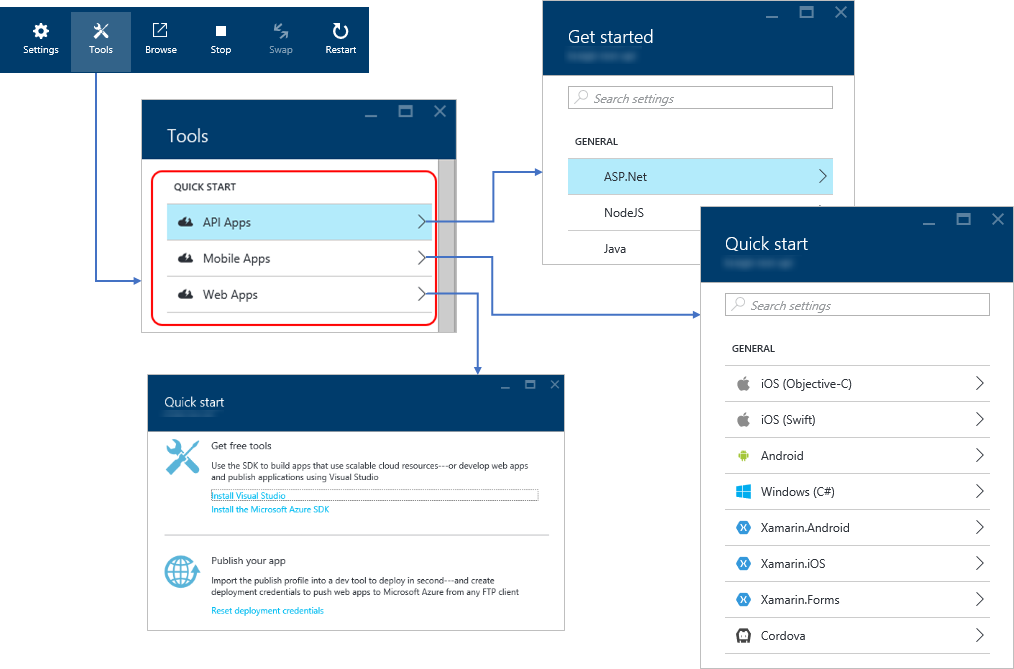 Settings
Tools
Browse
Stop
Swap
Restart
Tools
QUICK START
API Apps
Mobile Apps
Web Apps
Get started
Search settings
GENERAL
ASP.Net
NodeJS
Java
Quick start
Search settings
GENERAL
iOS (Objective-C)
iOS (Swift)
Android
Windows (C#)
Xamarin.Android
Xamarin.iOS
Xamarin.Forms
Cordova
Quick start
Get free tools
Use the SDK to build apps that use scalable cloud resources---or develop web apps
and publish applications using Visual Studio
Install Visual Studio
Install the Microsoft Azure SDK
Publish your app
Import the publish profile into a dev tool to deploy in second---and create
deployment credentials to push web apps to Microsoft Azure from any FTP client
Reset deployment credentials